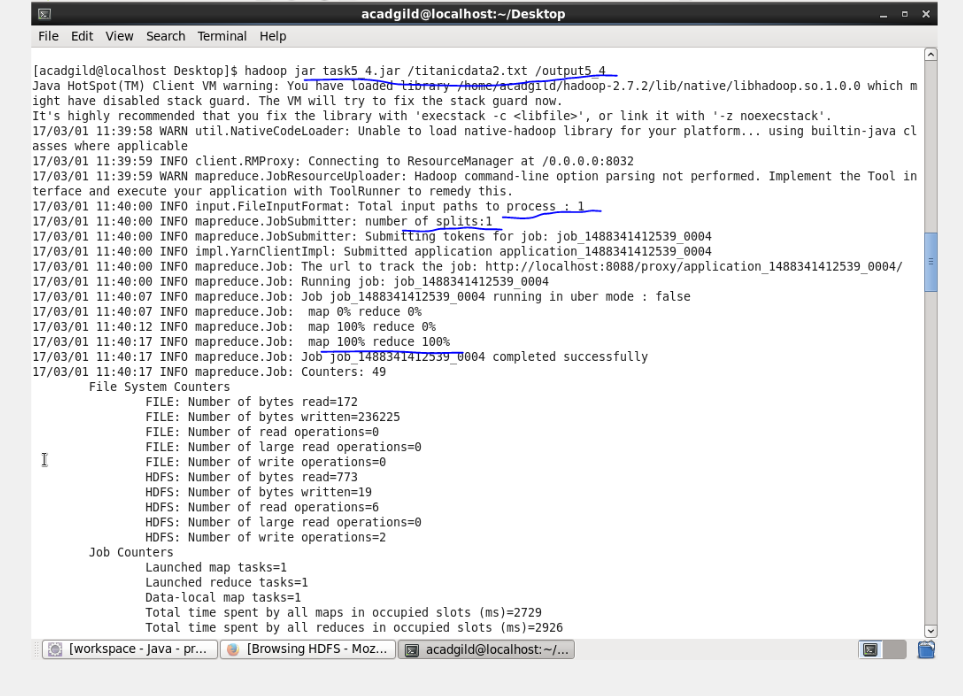 acadgild@localhost:~/Desktop
File Edit View Search Terminal Help
[acadgild@localhost Desktop]$ hadoop jar task5_4.jar /titanicdata2.txt /output5_4
Java HotSpot(TM) Client VM warning: You have loaded library /home/acadgild/hadoop-2.7.2/lib/native/libhadoop.so.1.0.0 which m
ight have disabled stack guard. The VM will try to fix the stack guard now.
It's highly recommended that you fix the library with 'execstack -c <libfile>', or link it with '-z noexecstack'.
17/03/01 11:39:58 WARN util.NativeCodeLoader: Unable to load native-hadoop library for your platform... using builtin-java cl
asses where applicable
17/03/01 11:39:59 INFO client.RMProxy: Connecting to ResourceManager at /0.0.0.0:8032
17/03/01 11:39:59 WARN mapreduce.JobResourceUploader: Hadoop command-line option parsing not performed. Implement the Tool in
terface and execute your application with ToolRunner to remedy this.
17/03/01 11:40:00 INFO input.FileInputFormat: Total input paths to process : 1
17/03/01 11:40:00 INFO mapreduce.JobSubmitter: number of splits:1
17/03/01 11:40:00 INFO mapreduce.JobSubmitter: Submitting tokens for job: job_1488341412539_0004
17/03/01 11:40:00 INFO impl.YarnClientImpl: Submitted application application_1488341412539_0004
17/03/01 11:40:00 INFO mapreduce.Job: The url to track the job: http://localhost:8088/proxy/application_1488341412539_0004/
17/03/01 11:40:00 INFO mapreduce.Job: Running job: job_1488341412539_0004
17/03/01 11:40:07 INFO mapreduce.Job: Job job_1488341412539_0004 running in uber mode : false
17/03/01 11:40:07 INFO mapreduce.Job:  map 0% reduce 0%
17/03/01 11:40:12 INFO mapreduce.Job:  map 100% reduce 0%
17/03/01 11:40:17 INFO mapreduce.Job:  map 100% reduce 100%
17/03/01 11:40:17 INFO mapreduce.Job: Job job_1488341412539_0004 completed successfully
17/03/01 11:40:17 INFO mapreduce.Job: Counters: 49
File System Counters
FILE: Number of bytes read=172
FILE: Number of bytes written=236225
FILE: Number of read operations=0
FILE: Number of large read operations=0
FILE: Number of write operations=0
HDFS: Number of bytes read=773
HDFS: Number of bytes written=19
HDFS: Number of read operations=6
HDFS: Number of large read operations=0
HDFS: Number of write operations=2
Job Counters
Launched map tasks=1
Launched reduce tasks=1
Data-local map tasks=1
Total time spent by all maps in occupied slots (ms)=2729
Total time spent by all reduces in occupied slots (ms)=2926
[workspace - Java - pr... [Browsing HDFS - Moz... acadgild@localhost:~/...